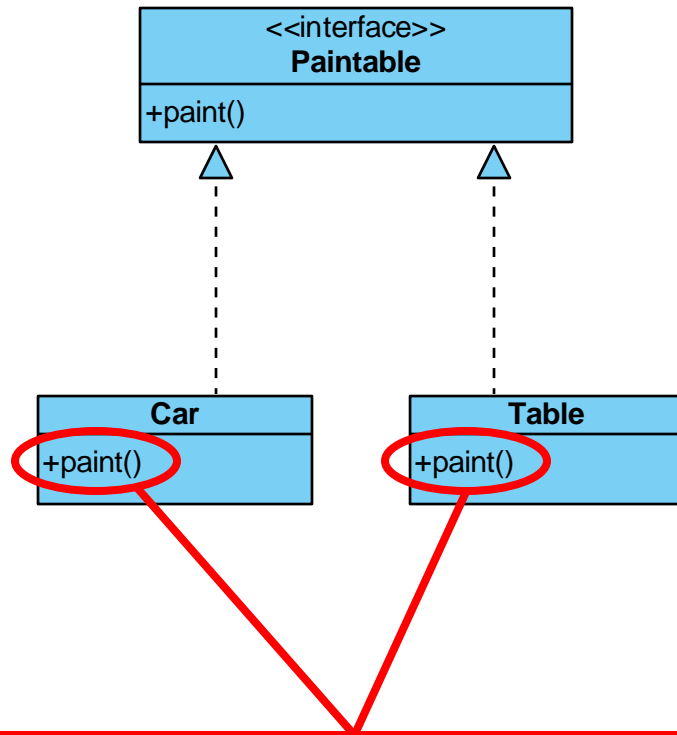 <<interface>>
Paintable
+paint()
Car
Table
+paint()
+paint()